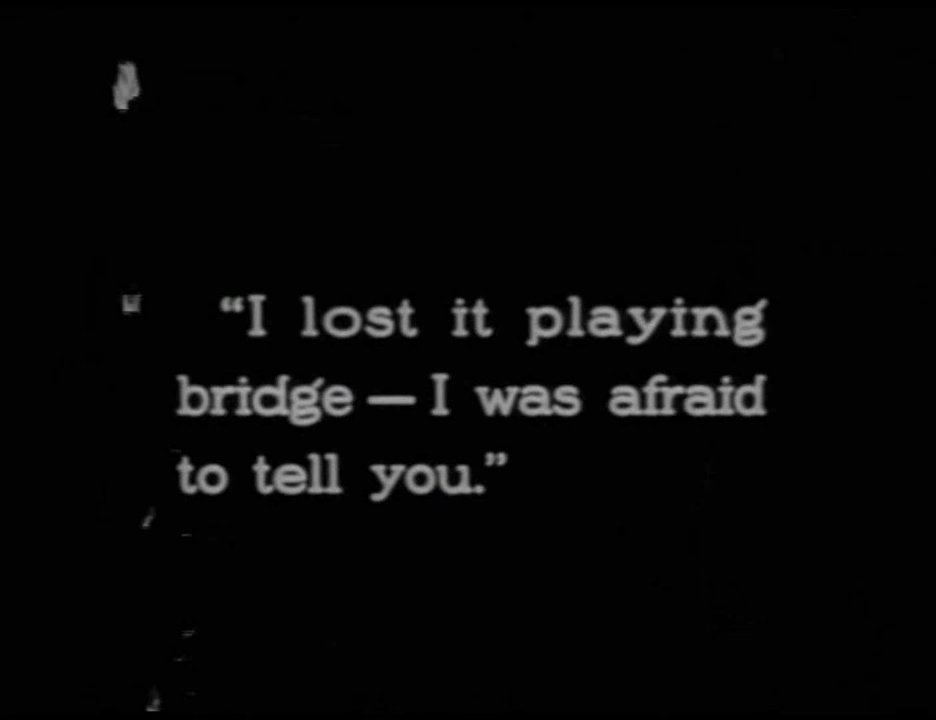 “I lost it playing
bridge — I was afraid
to tell you.”